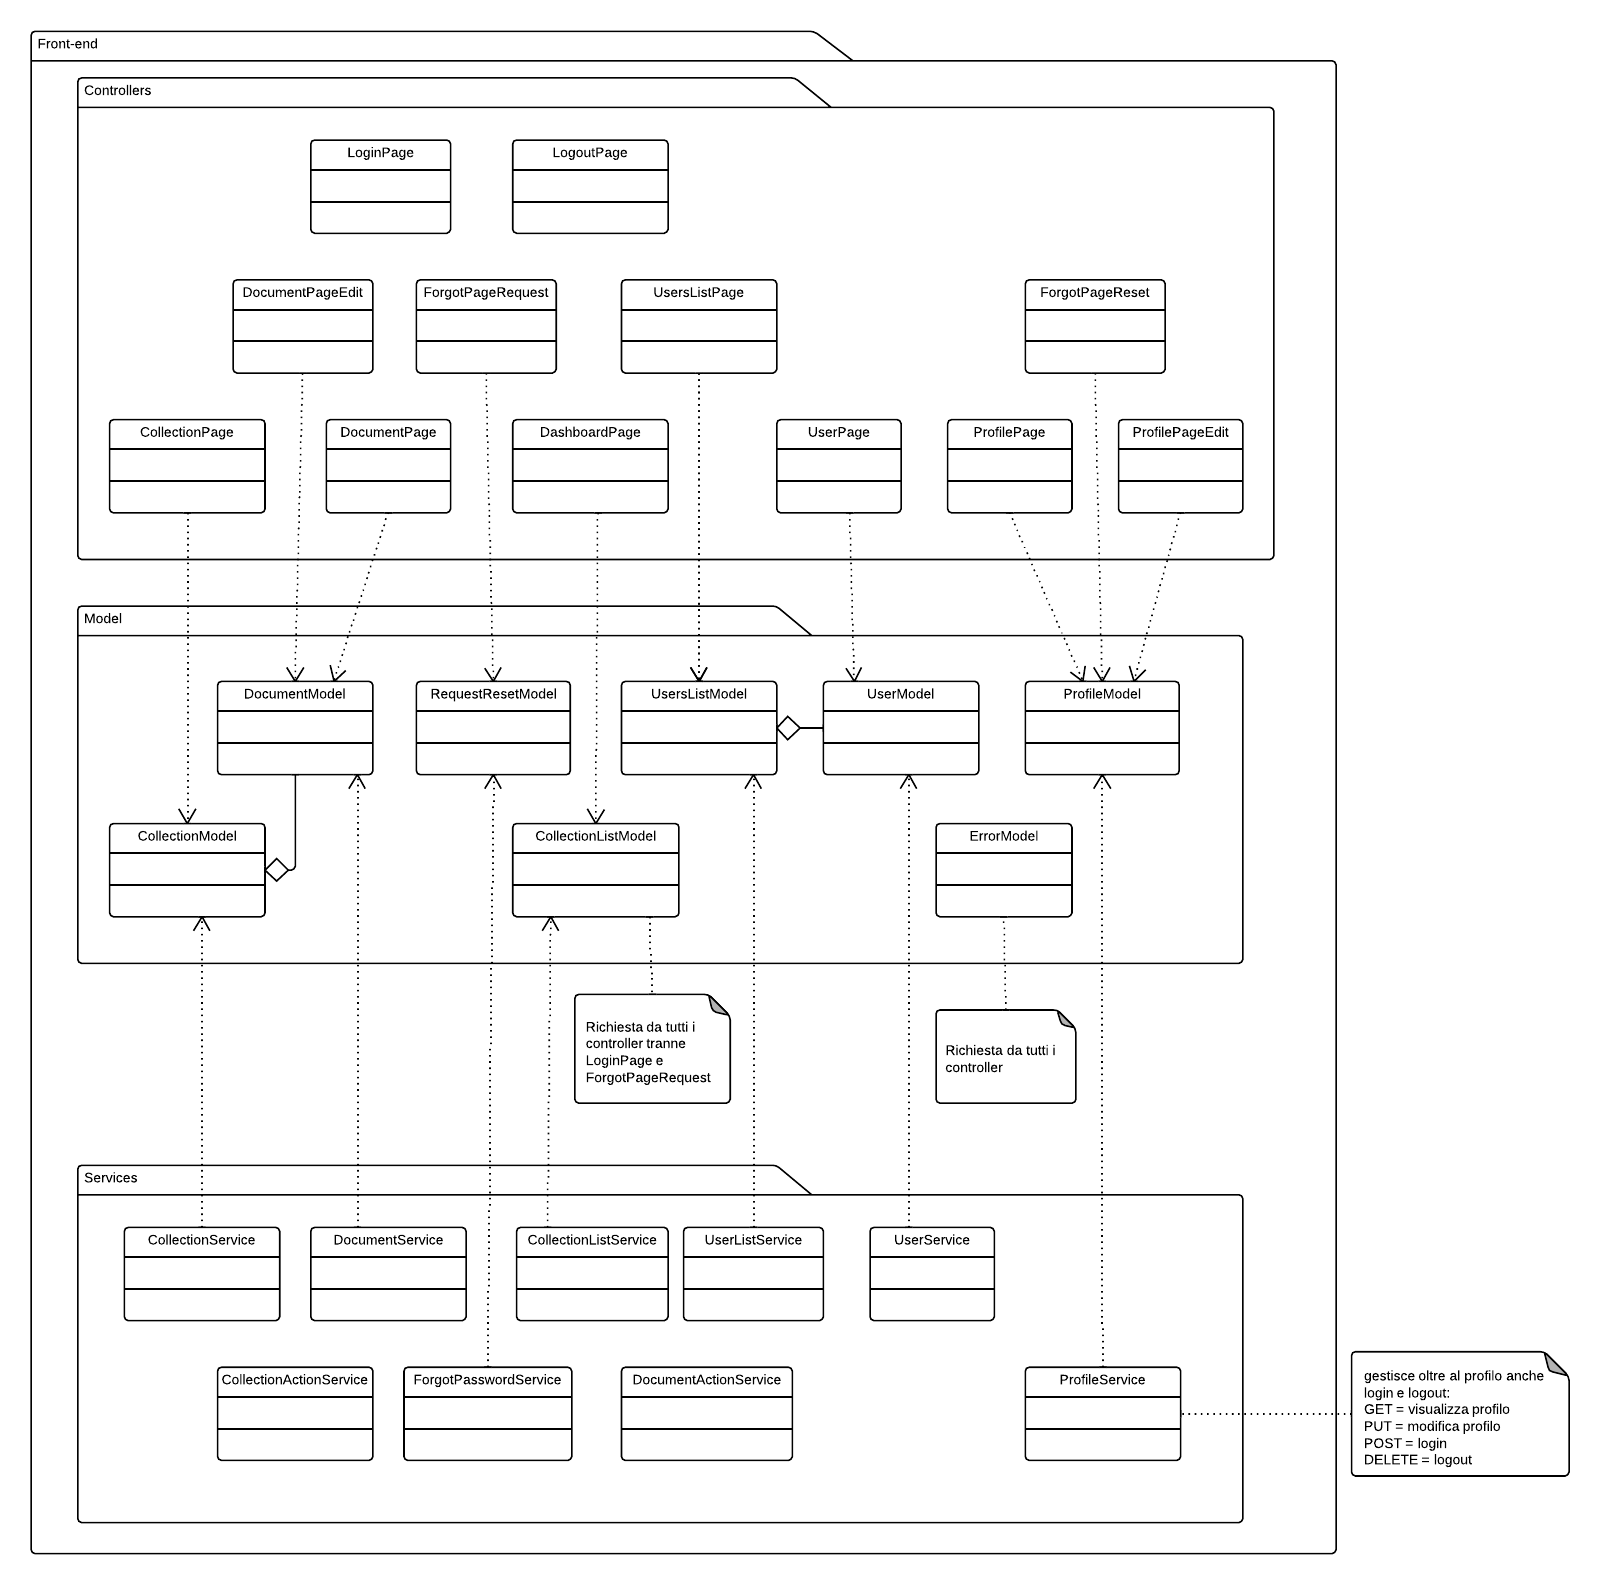 Front-end
Controllers
LoginPage
LogoutPage
DocumentPageEdit
ForgotPageRequest
UsersListPage
ForgotPageReset
CollectionPage
DocumentPage
DashboardPage
UserPage
ProfilePage
ProfilePageEdit
Model
DocumentModel
RequestResetModel
UsersListModel
UserModel
ProfileModel
CollectionModel
CollectionListModel
ErrorModel
Richiesta da tutti i
controller tranne
LoginPage e
ForgotPageRequest
Richiesta da tutti i
controller
Services
CollectionService
DocumentService
CollectionListService
UserListService
UserService
CollectionActionService
ForgotPasswordService
DocumentActionService
ProfileService
gestisce oltre al profilo anche
login e logout:
GET = visualizza profilo
PUT = modifica profilo
POST = login
DELETE = logout